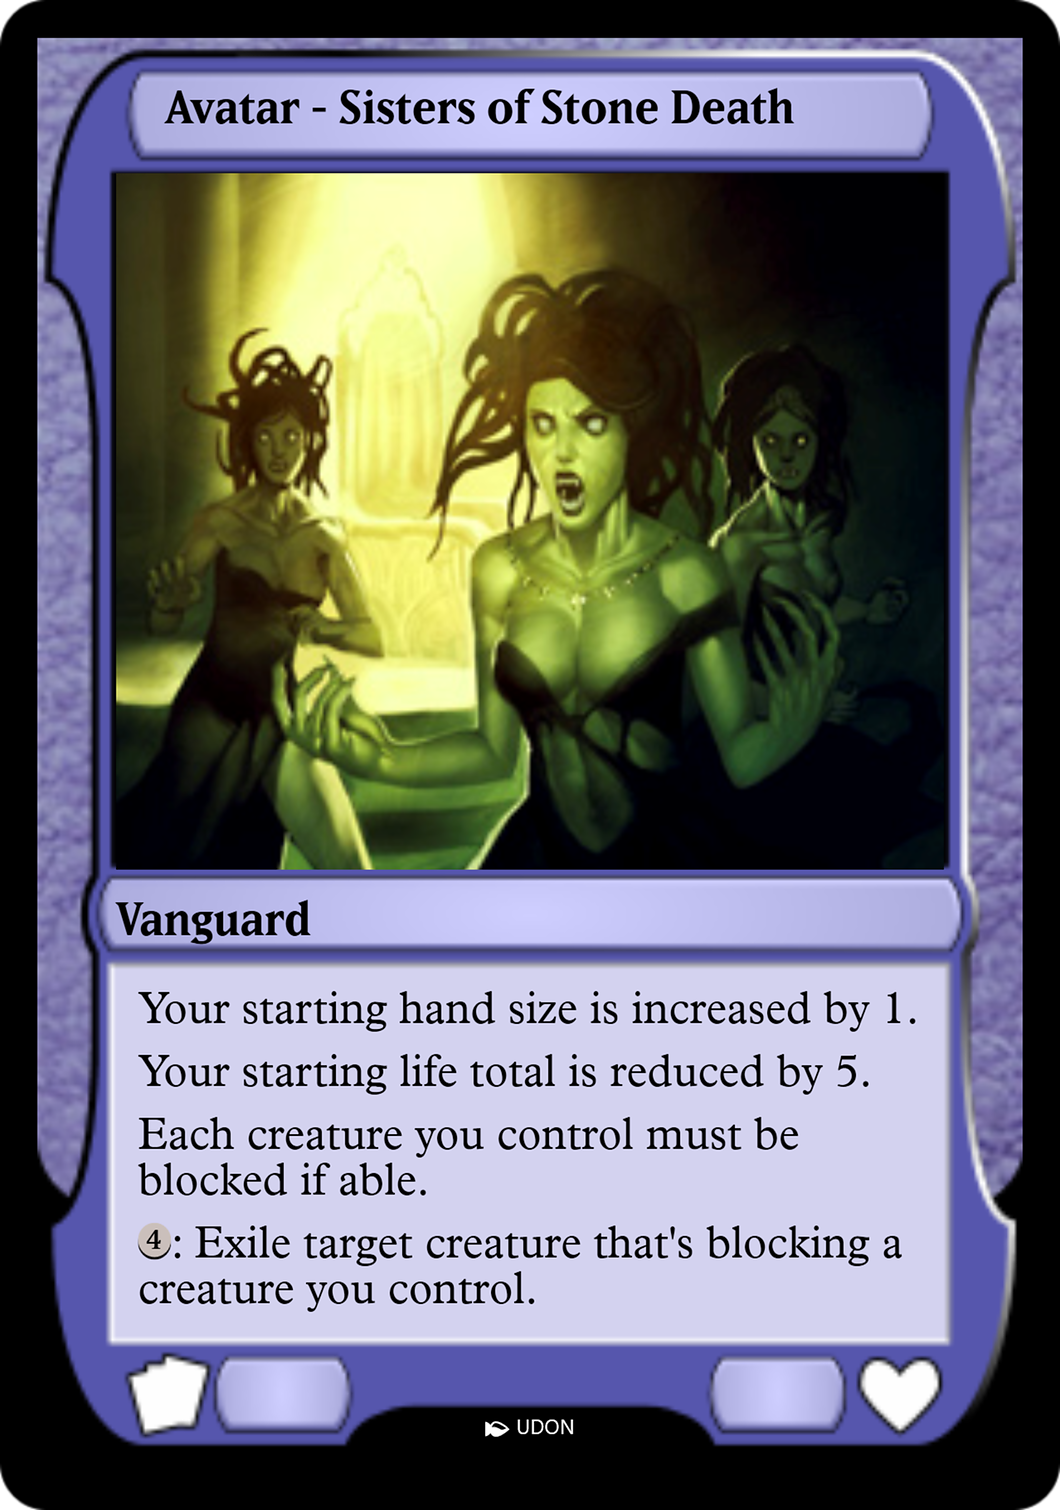 Avatar - Sisters of Stone Death
Vanguard
Your starting hand size is increased by 1.
Your starting life total is reduced by 5.
Each creature you control must be
blocked if able.
4: Exile target creature that's blocking a
creature you control.
UDON